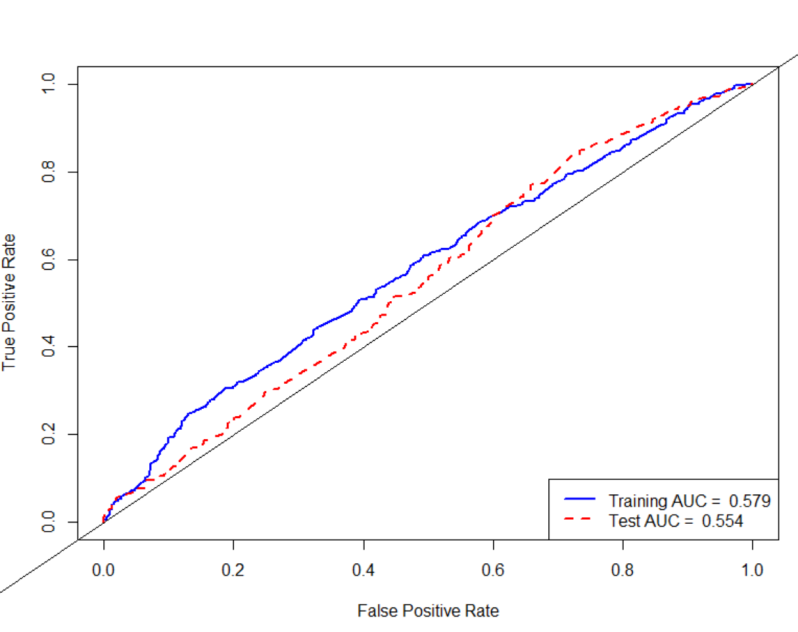 1.0
0.8
0.6
0.4
0.2
0.0
True Positive Rate
Training AUC = 0.579
Test AUC = 0.554
0.0 0.2 0.4 0.6 0.8 1.0
False Positive Rate